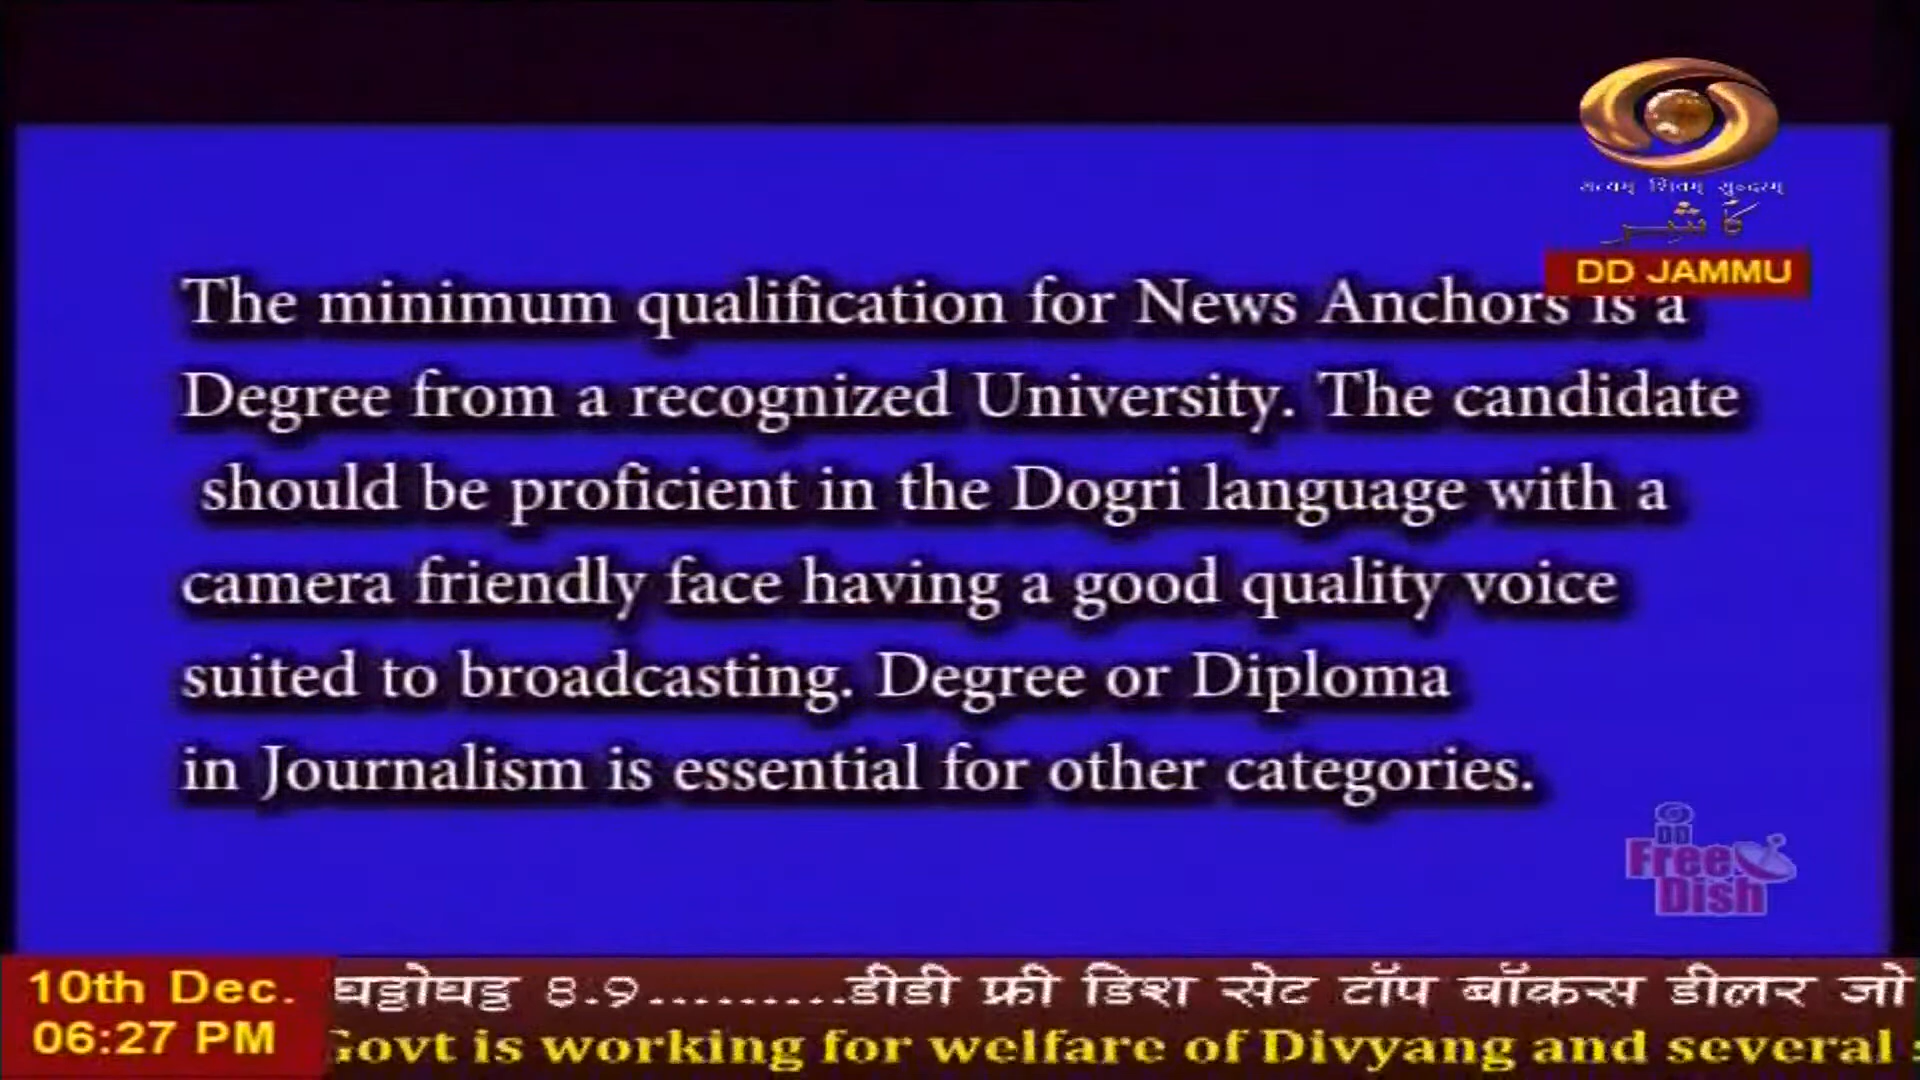 सत्यम् शिवम् सुन्दरम्
كٲشُر
DD JAMMU
The minimum qualification for News Anchors is a
Degree from a recognized University. The candidate
should be proficient in the Dogri language with a
camera friendly face having a good quality voice
suited to broadcasting. Degree or Diploma
in Journalism is essential for other categories.
DD
Free
Dish
10th Dec.
06:27 PM
8.9.........डीडी फ्री डिश सेट टॉप बॉकस डीलर जो
Govt is working for welfare of Divyang and several